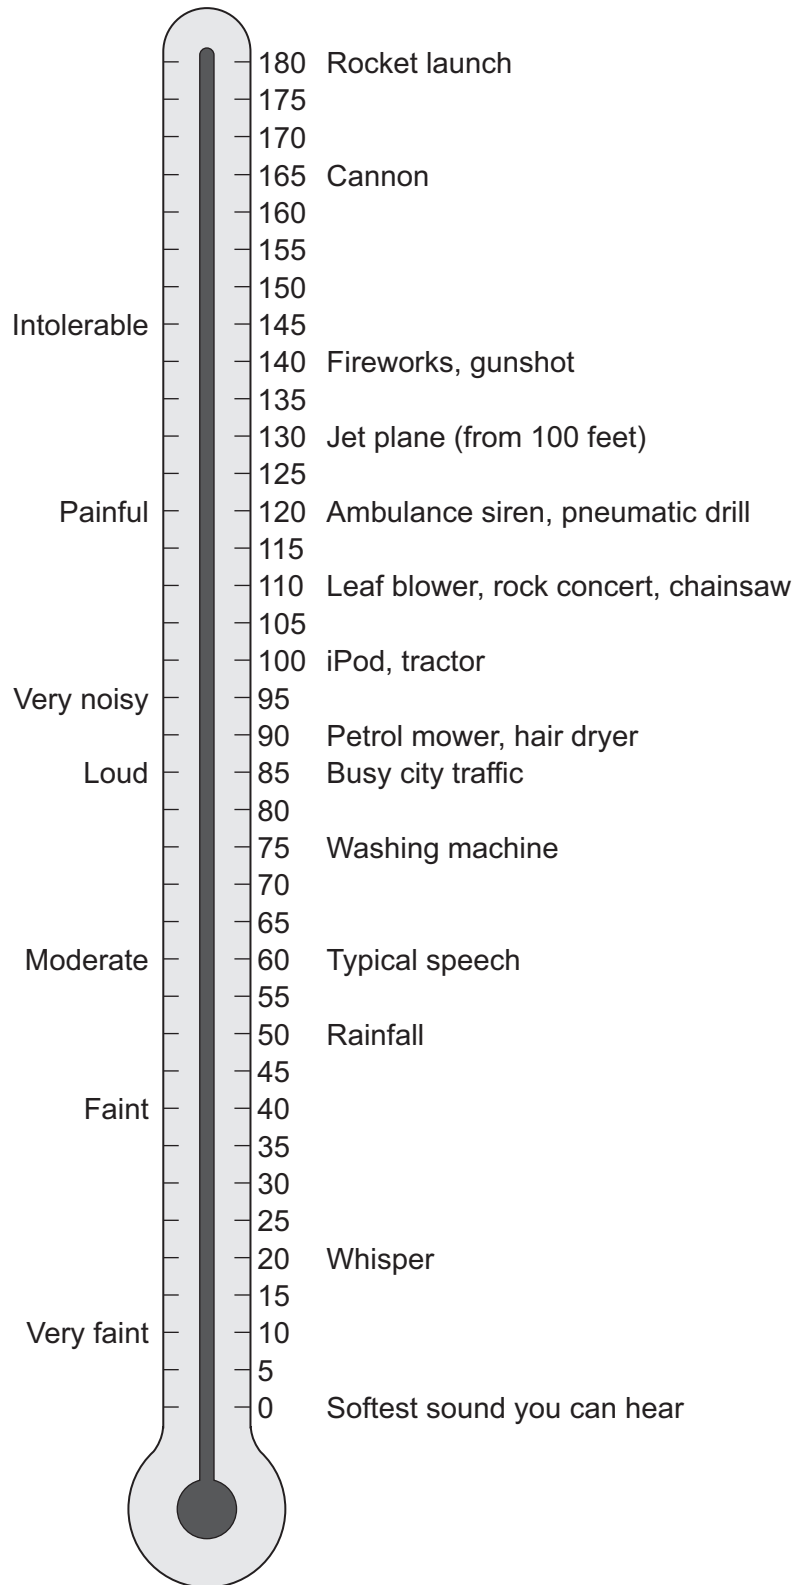 180 Rocket launch
175
170
165 Cannon
160
155
150
Intolerable 145
140 Fireworks, gunshot
135
130 Jet plane (from 100 feet)
125
Painful 120 Ambulance siren, pneumatic drill
115
110 Leaf blower, rock concert, chainsaw
105
100 iPod, tractor
Very noisy 95
90 Petrol mower, hair dryer
Loud 85 Busy city traffic
80
75 Washing machine
70
65
Moderate 60 Typical speech
55
50 Rainfall
45
Faint 40
35
30
25
20 Whisper
15
Very faint 10
5
0 Softest sound you can hear